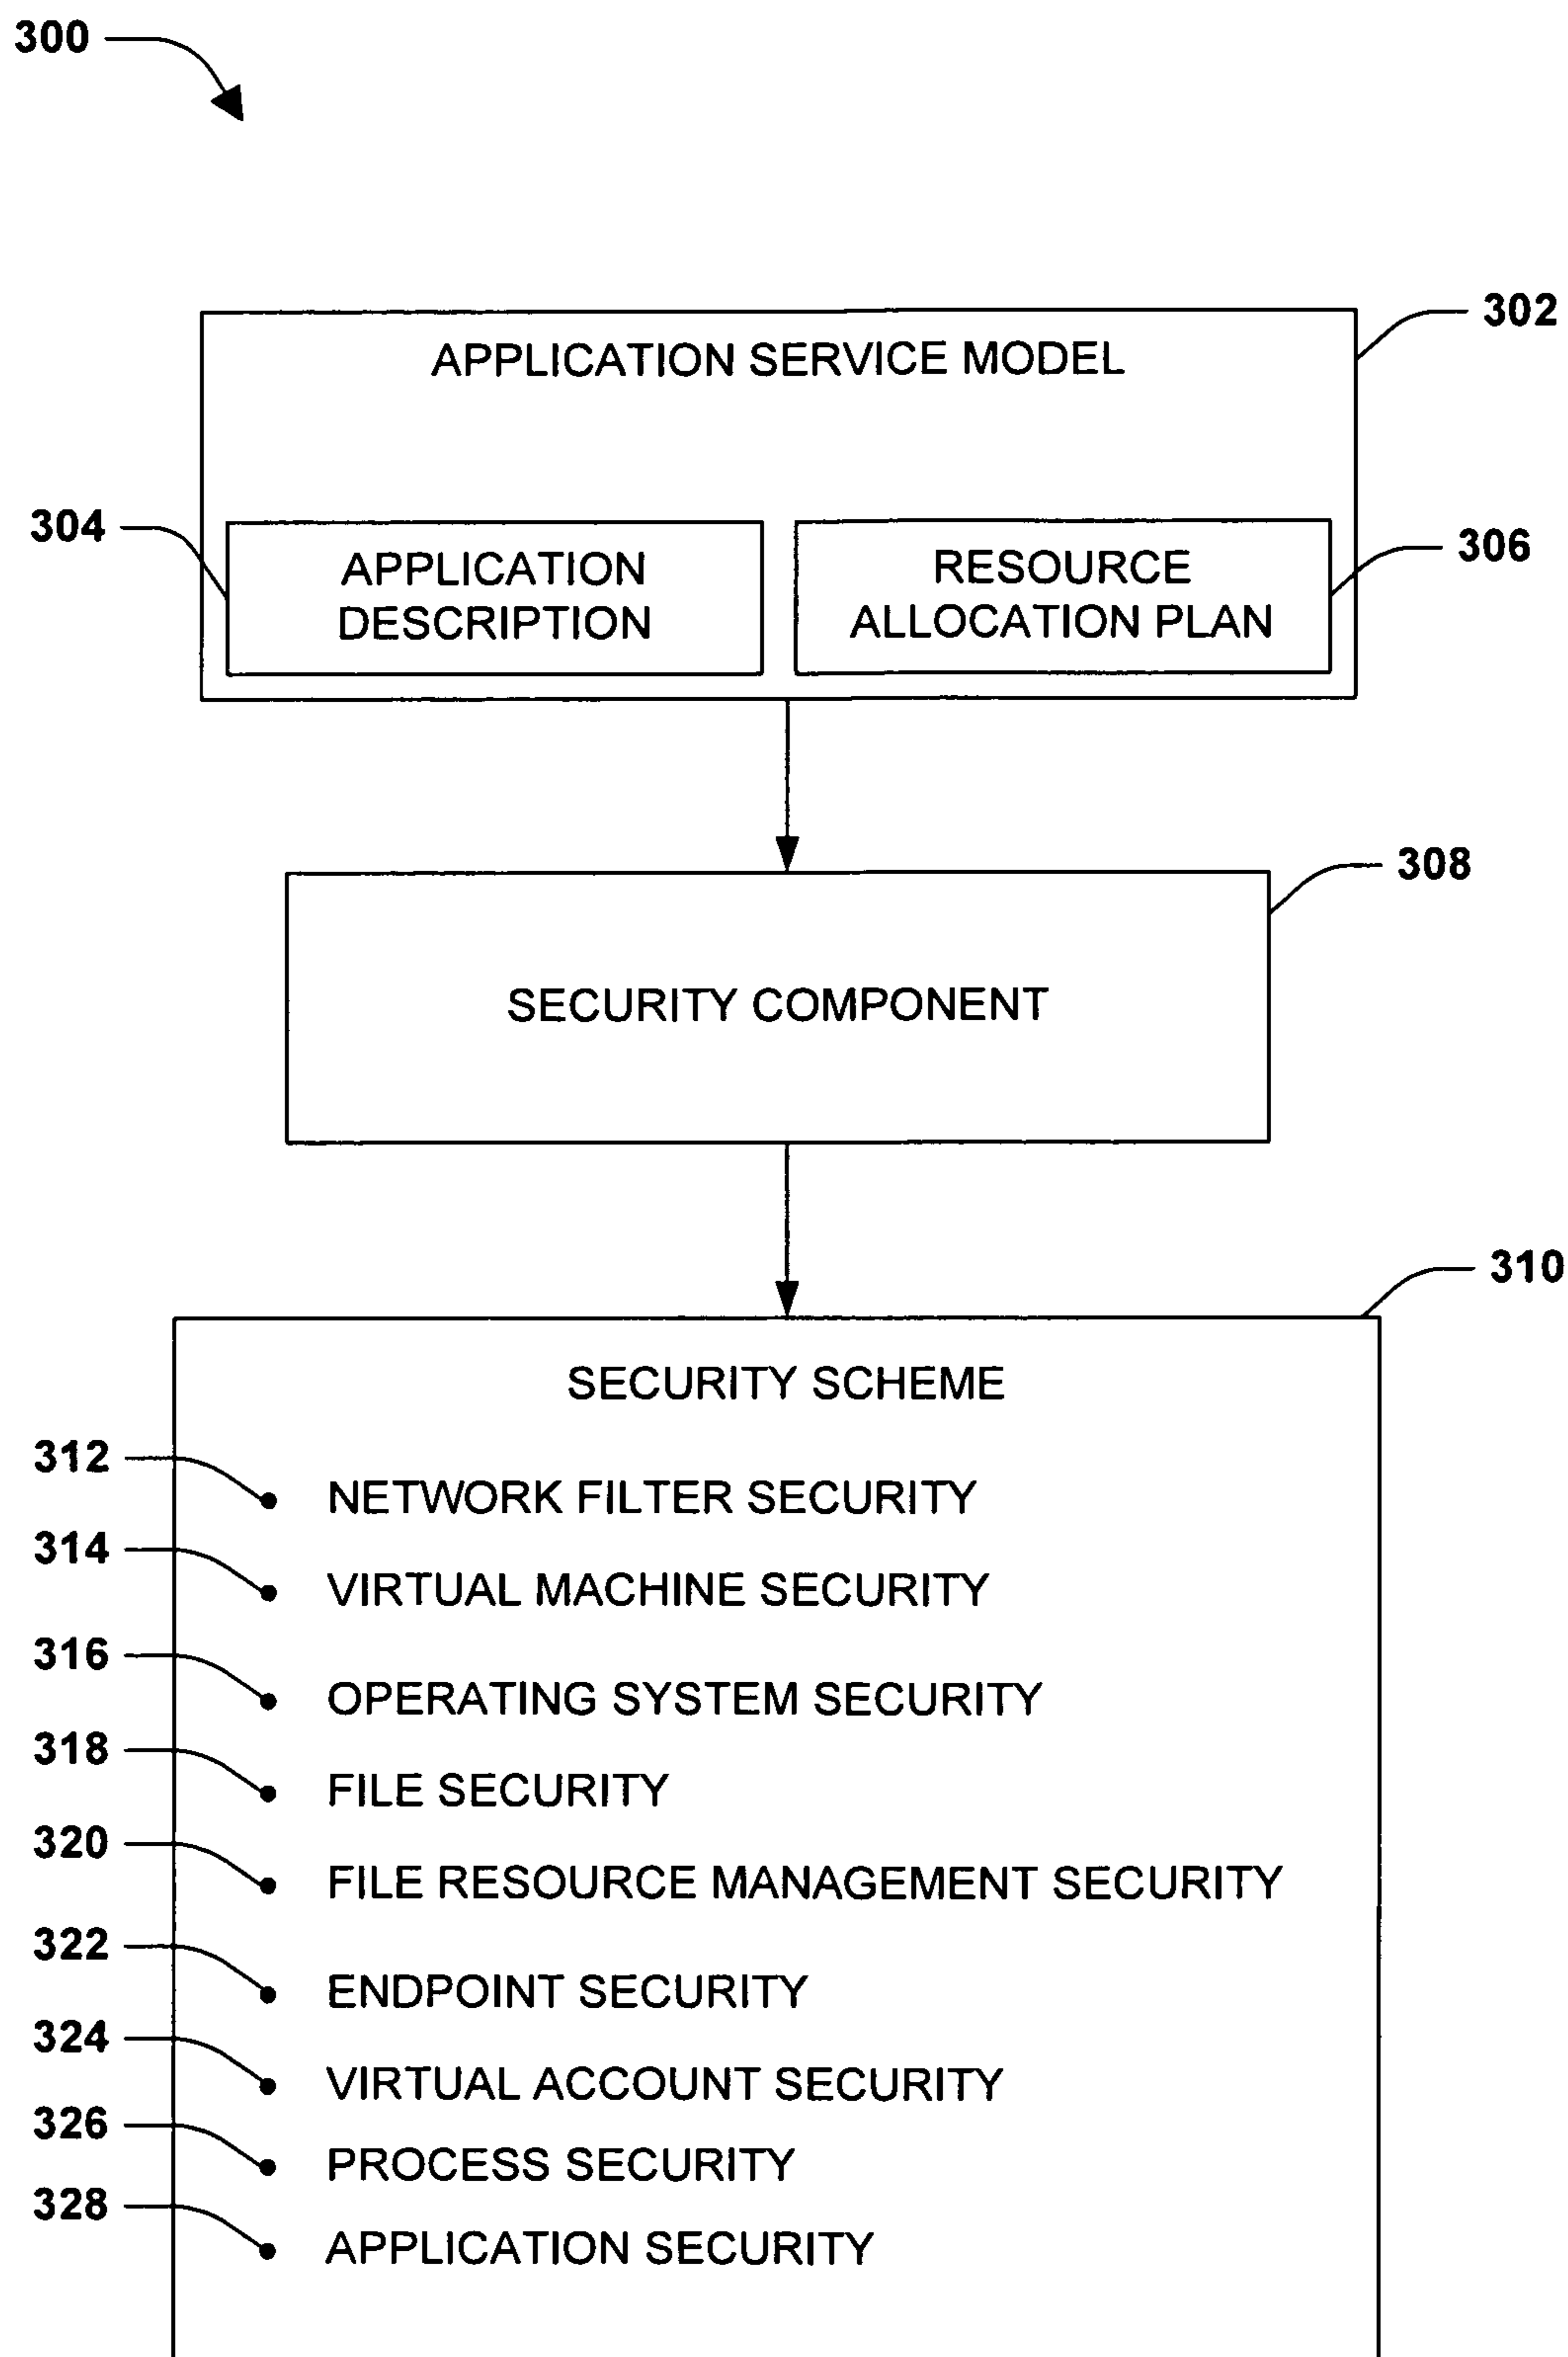 300
302
APPLICATION SERVICE MODEL
304
APPLICATION
DESCRIPTION
306
RESOURCE
ALLOCATION PLAN
308
SECURITY COMPONENT
310
SECURITY SCHEME
312
NETWORK FILTER SECURITY
314
VIRTUAL MACHINE SECURITY
316
OPERATING SYSTEM SECURITY
318
FILE SECURITY
320
FILE RESOURCE MANAGEMENT SECURITY
322
ENDPOINT SECURITY
324
VIRTUAL ACCOUNT SECURITY
326
PROCESS SECURITY
328
APPLICATION SECURITY